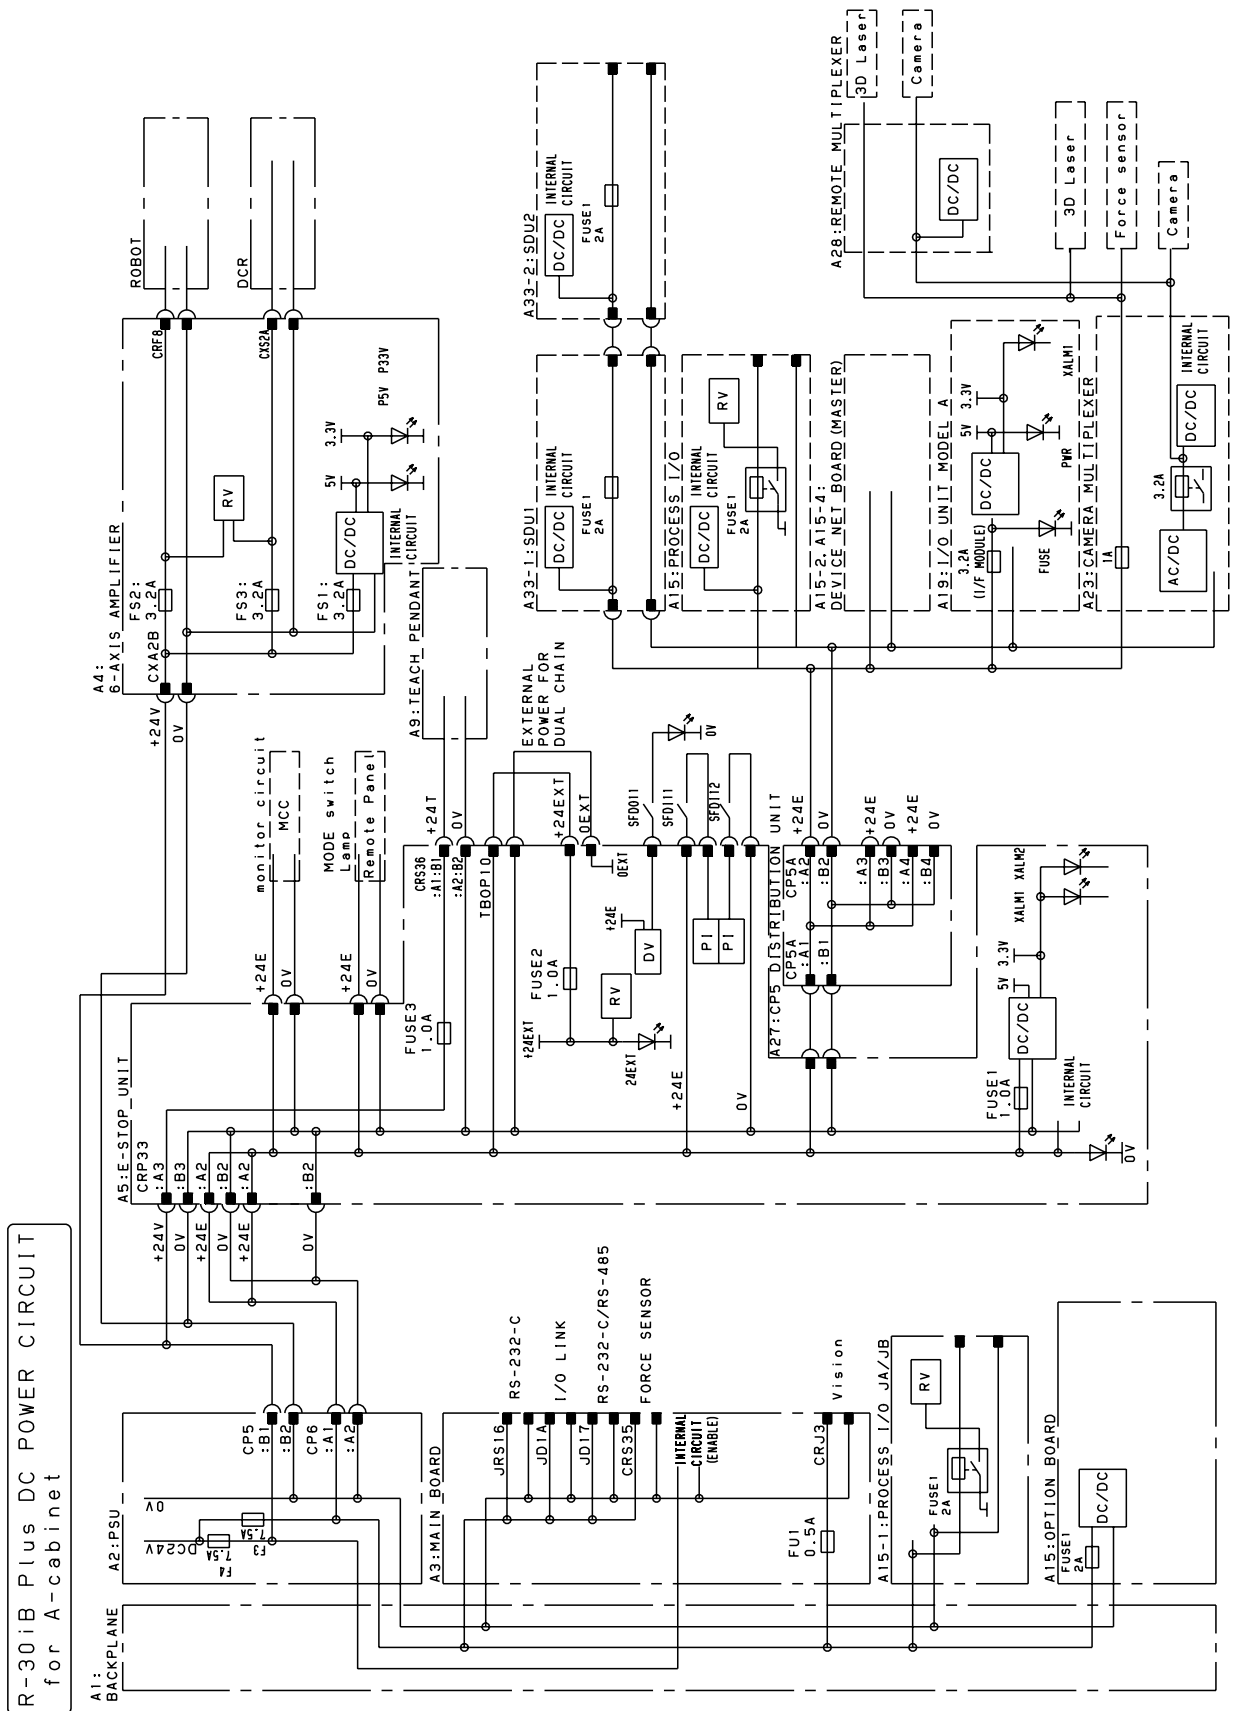 R-30iB Plus DC POWER CIRCUIT
for A-cabinet
A1:
BACKPLANE
A2:PSU
0V
DC24V
F4
7.5A
F3
7.5A
CP5
:B1
:B2
CP6
:A1
:A2
A3:MAIN BOARD
JRS16
RS-232-C
JD1A
I/O LINK
JD17
RS-232-C/RS-485
CRS35
FORCE SENSOR
INTERNAL
CIRCUIT
(ENABLE)
CRJ3
Vision
FU1
0.5A
A15-1:PROCESS I/O JA/JB
FUSE1
2A
RV
A15:OPTION BOARD
FUSE1
2A
DC/DC
A5:E-STOP UNIT
CRP33
:A3
:B3
:A2
:B2
:A2
:B2
+24V
0V
+24E
0V
+24E
0V
+24E
0V
+24E
0V
monitor circuit
MCC
MODE switch
Lamp
Remote Panel
FUSE3
1.0A
CRS36
:A1:B1
:A2:B2
+24T
0V
TBOP10
EXTERNAL
POWER FOR
DUAL CHAIN
+24EXT
0EXT
0EXT
FUSE2
1.0A
+24EXT
RV
24EXT
+24E
DV
SFDO11
0V
SFDI11
SFDI12
PI
PI
+24E
0V
A27:CP5 DISTRIBUTION UNIT
CP5A
:A1
:B1
CP5A
:A2
:B2
:A3
:B3
:A4
:B4
+24E
0V
+24E
0V
+24E
0V
FUSE1
1.0A
DC/DC
5V
3.3V
XALM1
XALM2
INTERNAL
CIRCUIT
0V
A4:
6-AXIS AMPLIFIER
+24V
0V
CXA2B
FS2:
3.2A
FS3:
3.2A
FS1:
3.2A
RV
DC/DC
INTERNAL
CIRCUIT
5V
3.3V
P5V
P33V
CRF8
CXS2A
ROBOT
DCR
A9:TEACH PENDANT
A33-1:SDU1
DC/DC
INTERNAL
CIRCUIT
FUSE1
2A
A33-2:SDU2
DC/DC
INTERNAL
CIRCUIT
FUSE1
2A
A15:PROCESS I/O
DC/DC
INTERNAL
CIRCUIT
FUSE1
2A
RV
A15-2, A15-4:
DEVICE NET BOARD(MASTER)
A19:I/O UNIT MODEL A
3.2A
(I/F MODULE)
FUSE
DC/DC
5V
3.3V
PWR
XALM1
A23:CAMERA MULTIPLEXER
1A
AC/DC
3.2A
DC/DC
INTERNAL
CIRCUIT
A28:REMOTE MULTIPLEXER
DC/DC
3D Laser
Camera
3D Laser
Force sensor
Camera